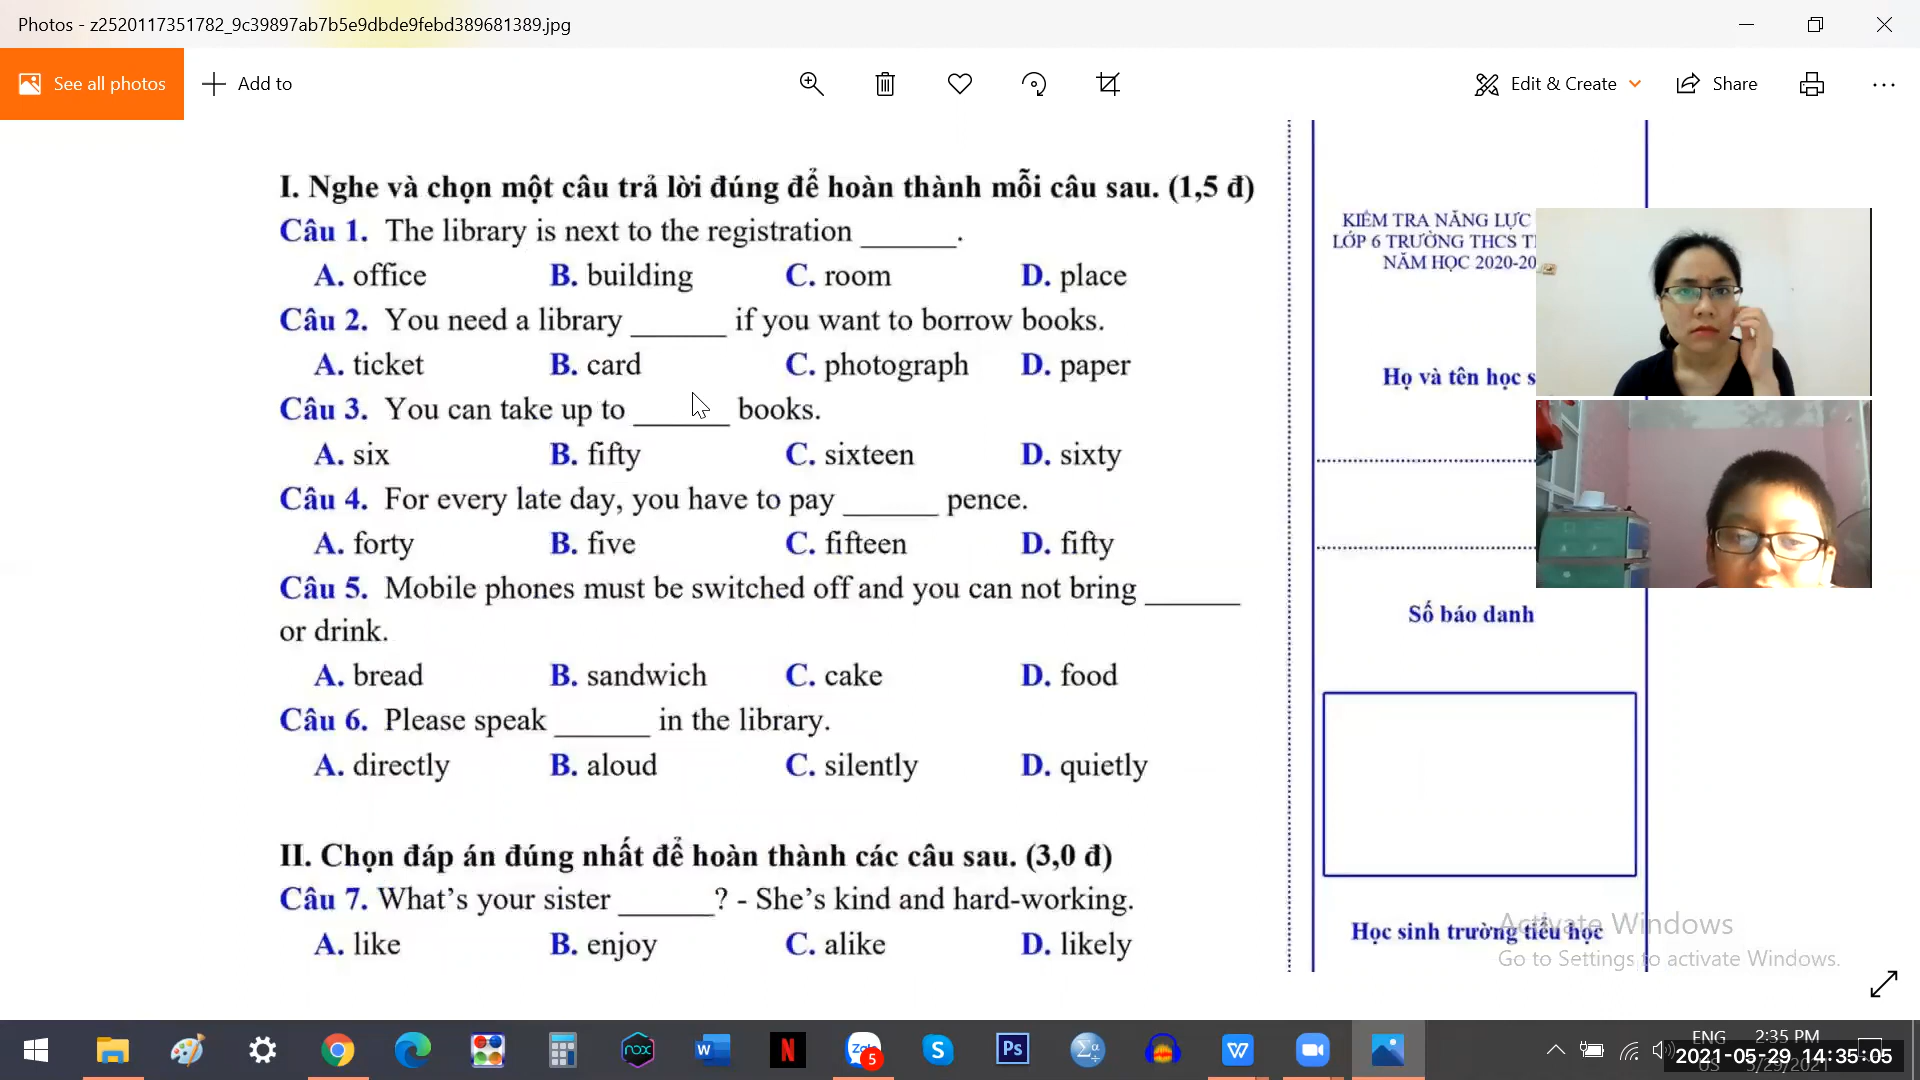 Photos - z2520117351782_9c39897ab7b5e9dbde9febd389681389.jpg
See all photos
Add to
Edit & Create
Share
I. Nghe và chọn một câu trả lời đúng để hoàn thành mỗi câu sau. (1,5 đ)
Câu 1. The library is next to the registration ______.
A. office B. building C. room D. place
Câu 2. You need a library ______ if you want to borrow books.
A. ticket B. card C. photograph D. paper
Câu 3. You can take up to ______ books.
A. six B. fifty C. sixteen D. sixty
Câu 4. For every late day, you have to pay ______ pence.
A. forty B. five C. fifteen D. fifty
Câu 5. Mobile phones must be switched off and you can not bring ______
or drink.
A. bread B. sandwich C. cake D. food
Câu 6. Please speak ______ in the library.
A. directly B. aloud C. silently D. quietly
II. Chọn đáp án đúng nhất để hoàn thành các câu sau. (3,0 đ)
Câu 7. What’s your sister ______? - She’s kind and hard-working.
A. like B. enjoy C. alike D. likely
KIỂM TRA NĂNG LỰC
LỚP 6 TRƯỜNG THCS
NĂM HỌC 2020-20
Họ và tên học
Số báo danh
Học sinh trường tiểu học
Activate Windows
Go to Settings to activate Windows.
nox
W
N
Zalo
5
S
Ps
W
ENG
2:35 PM
2021-05-29 14:35:05